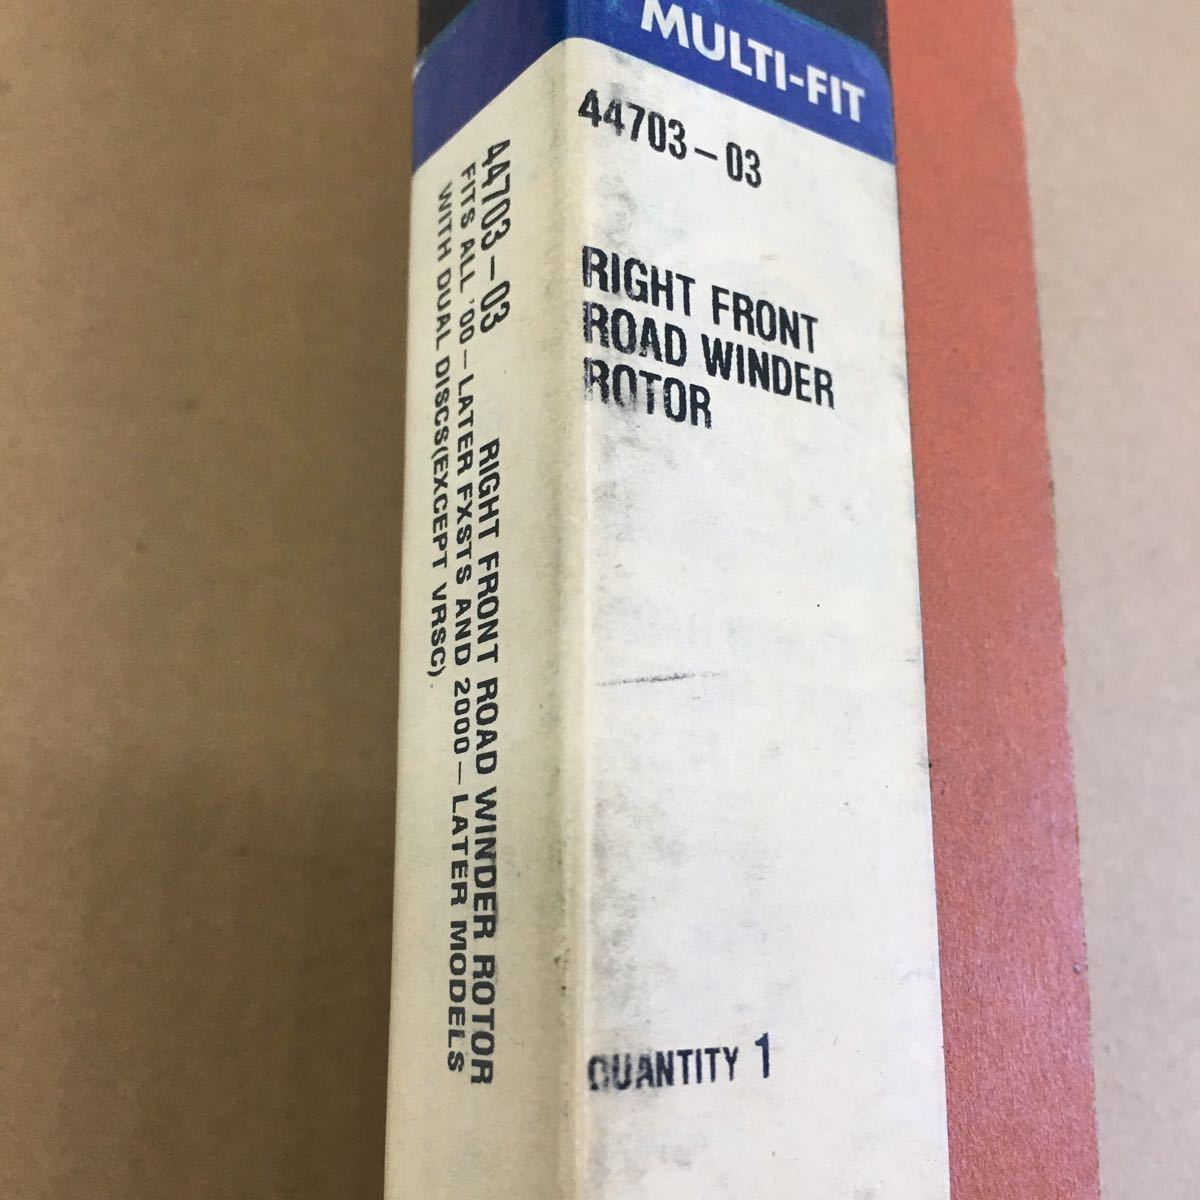 MULTI-FIT
44703-03
RIGHT FRONT
ROAD WINDER
ROTOR
QUANTITY 1
44703-03 RIGHT FRONT ROAD WINDER ROTOR
FITS ALL '00-LATER FXSTS AND 2000-LATER MODELS
WITH DUAL DISCS(EXCEPT VRSC).